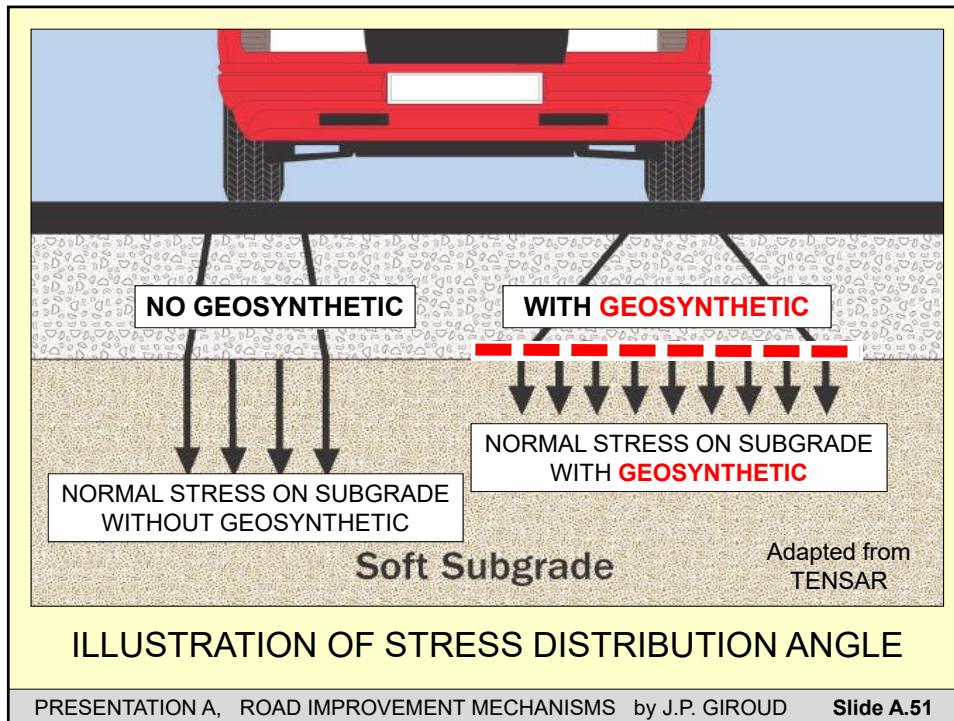 NO GEOSYNTHETIC
WITH GEOSYNTHETIC
NORMAL STRESS ON SUBGRADE
WITHOUT GEOSYNTHETIC
NORMAL STRESS ON SUBGRADE
WITH GEOSYNTHETIC
Soft Subgrade
Adapted from
TENSAR
ILLUSTRATION OF STRESS DISTRIBUTION ANGLE
PRESENTATION A, ROAD IMPROVEMENT MECHANISMS by J.P. GIROUD Slide A.51